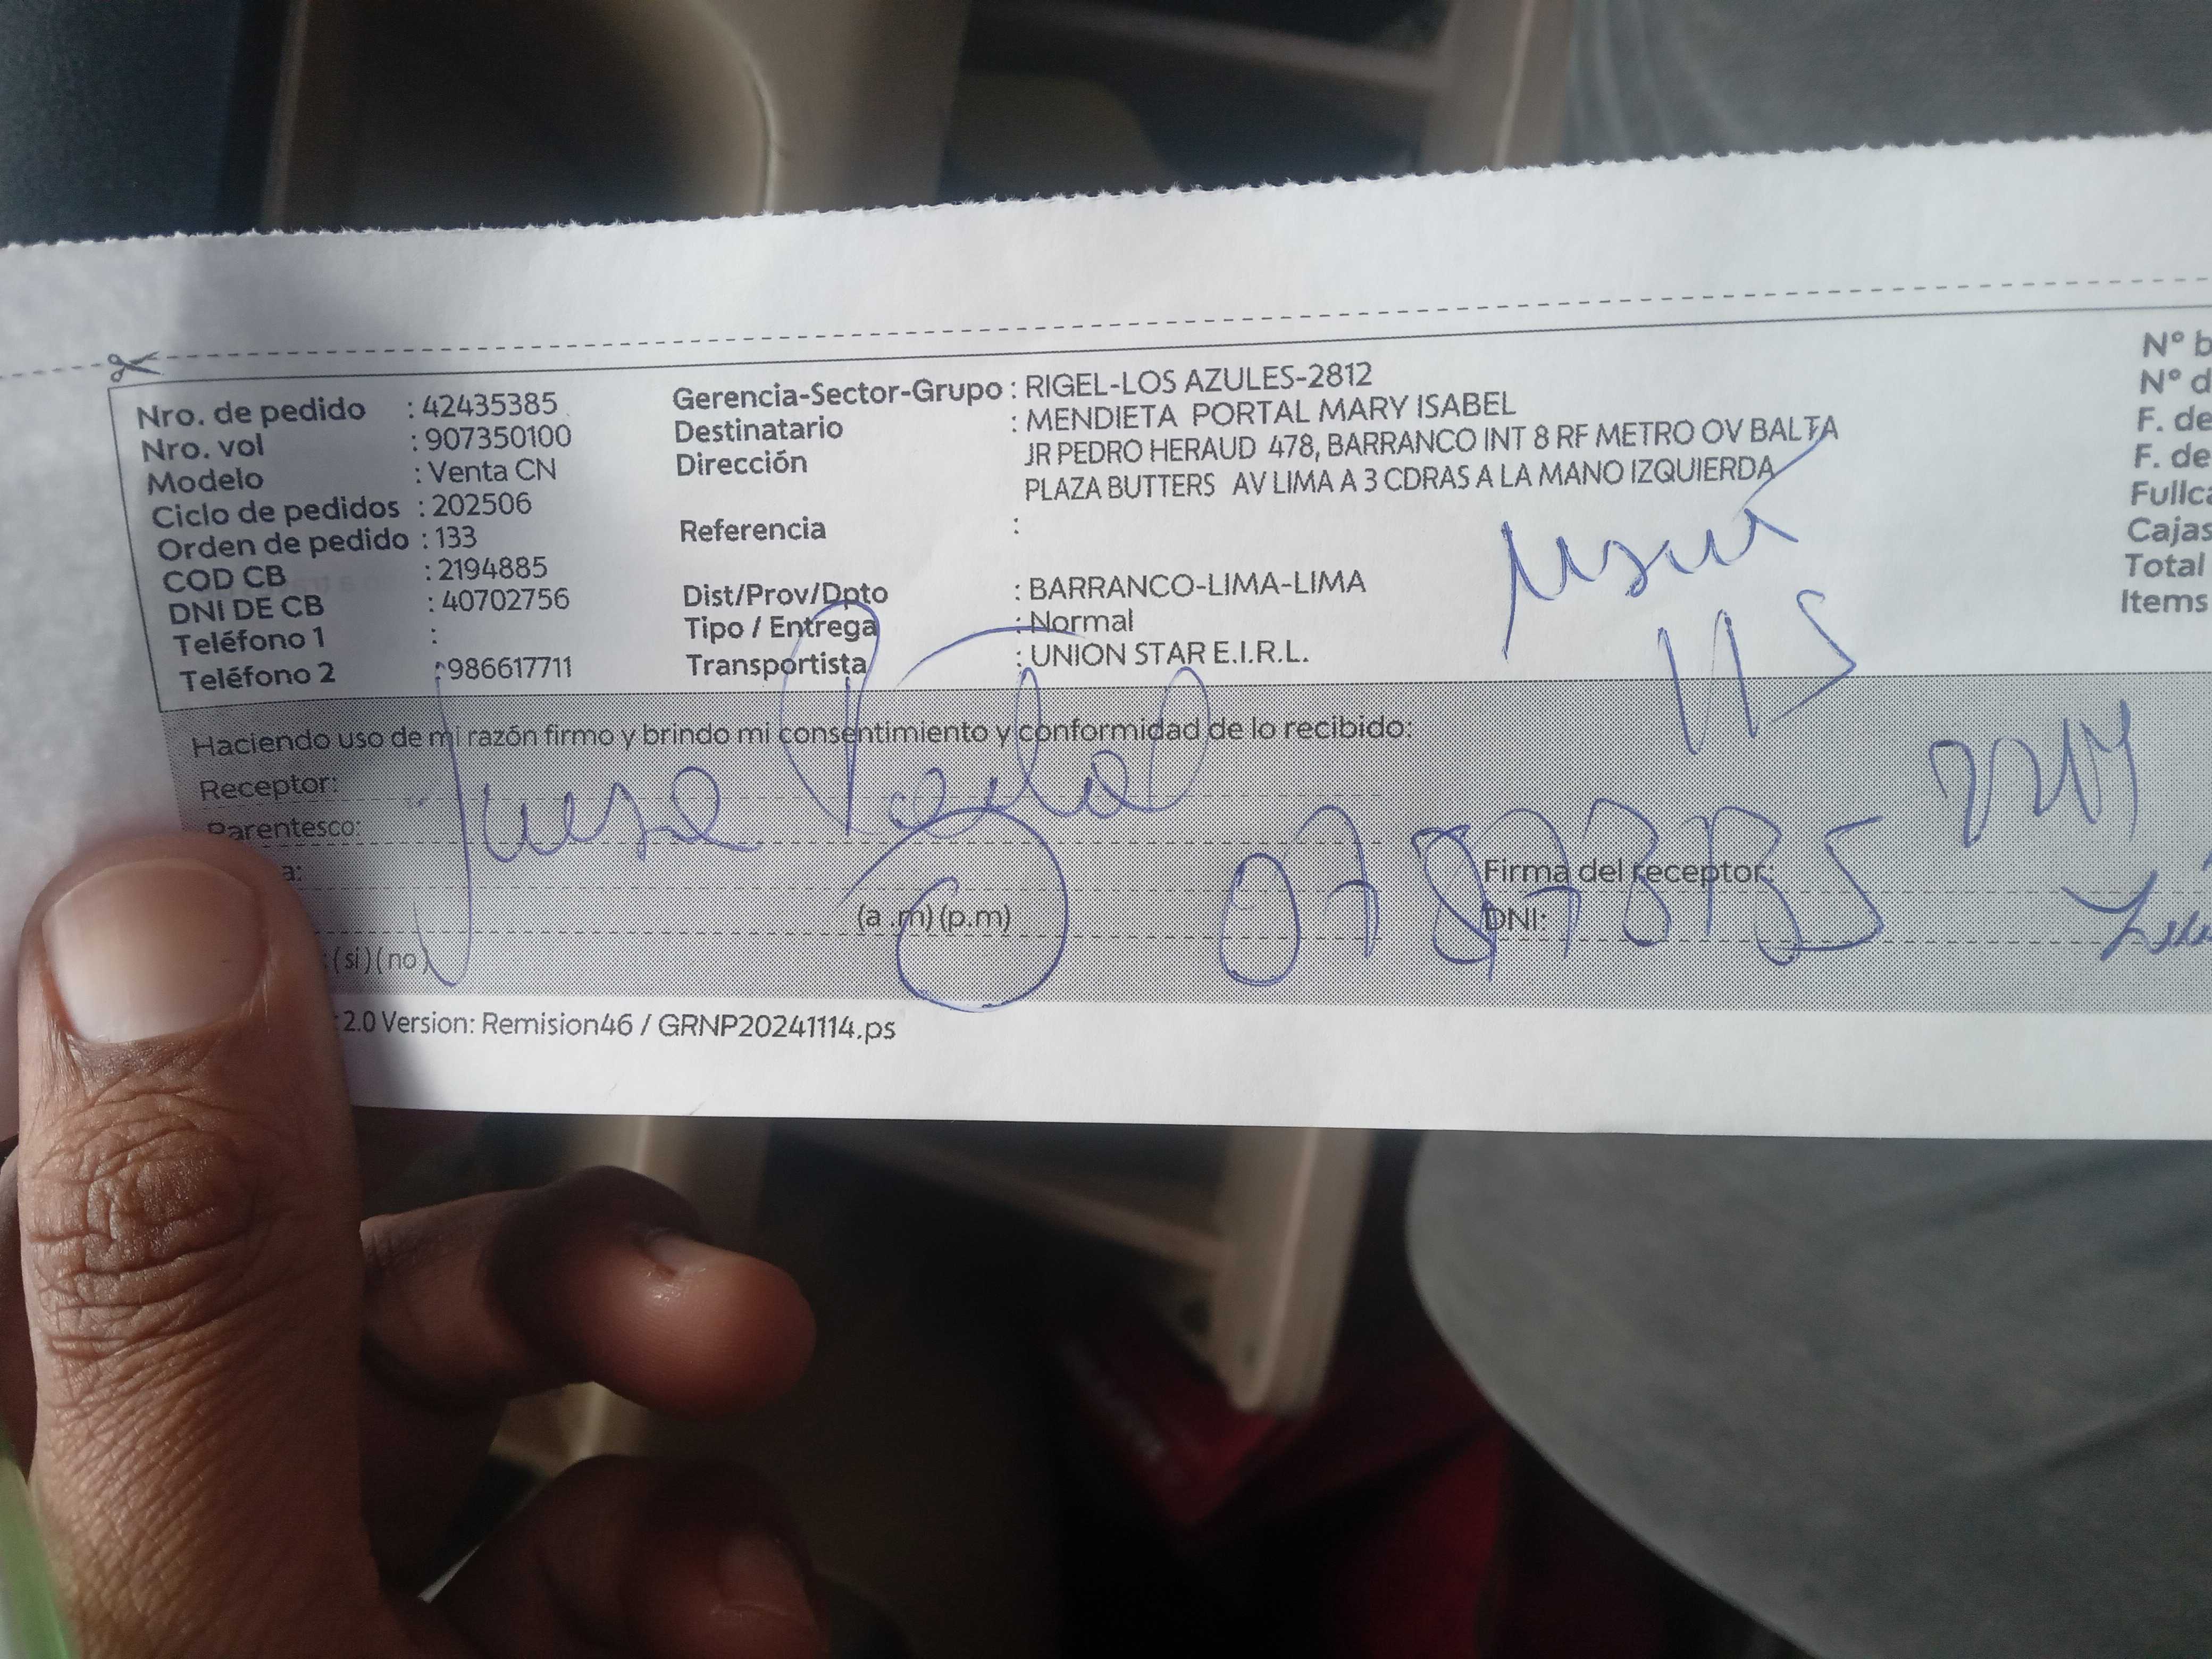 Nro. de pedido : 42435385
Nro. vol : 907350100
Modelo : Venta CN
Ciclo de pedidos : 202506
Orden de pedido : 133
COD CB : 2194885
DNI DE CB : 40702756
Teléfono 1 :
Teléfono 2 : 986617711
Gerencia-Sector-Grupo : RIGEL-LOS AZULES-2812
Destinatario : MENDIETA PORTAL MARY ISABEL
Dirección JR PEDRO HERAUD 478, BARRANCO INT 8 RF METRO OV BALTA
PLAZA BUTTERS AV LIMA A 3 CDRAS A LA MANO IZQUIERDA
Referencia :
Dist/Prov/Dpto : BARRANCO-LIMA-LIMA
Tipo / Entrega : Normal
Transportista : UNION STAR E.I.R.L.
Nº b
Nº d
F. de
F. de
Fullca
Cajas
Total
Items
Haciendo uso de mi razón firmo y brindo mi consentimiento y conformidad de lo recibido:
Receptor:
Parentesco:
a:
(a .m) (p.m)
(si) (no)
Firma del receptor:
DNI:
2.0 Version: Remision46 / GRNP20241114.ps